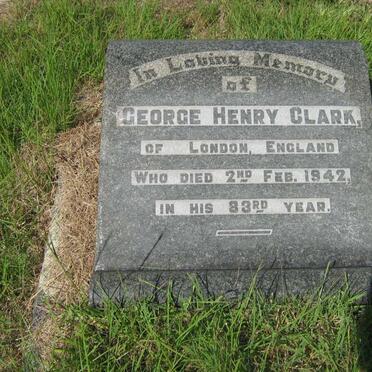 In Loving Memory
of
GEORGE HENRY CLARK,
OF LONDON, ENGLAND
WHO DIED 2ND FEB. 1942,
IN HIS 83RD YEAR.